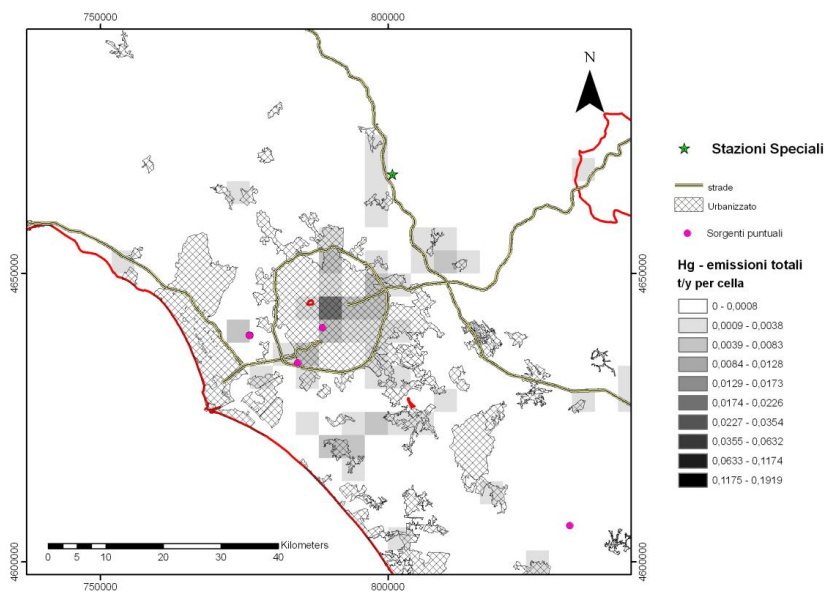 750000
800000
4650000
4600000
N
0 5 10 20 30 40
Kilometers
750000
800000
4650000
4600000
Stazioni Speciali
strade
Urbanizzato
Sorgenti puntuali
Hg - emissioni totali
t/y per cella
0 - 0,0008
0,0009 - 0,0038
0,0039 - 0,0083
0,0084 - 0,0128
0,0129 - 0,0173
0,0174 - 0,0226
0,0227 - 0,0354
0,0355 - 0,0632
0,0633 - 0,1174
0,1175 - 0,1919